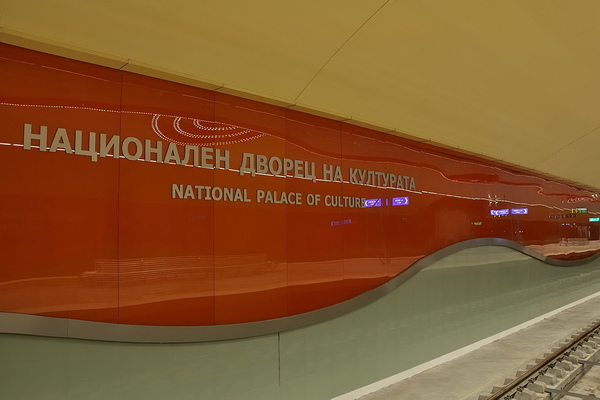 НАЦИОНАЛЕН ДВОРЕЦ НА КУЛТУРАТА
NATIONAL PALACE OF CULTURE